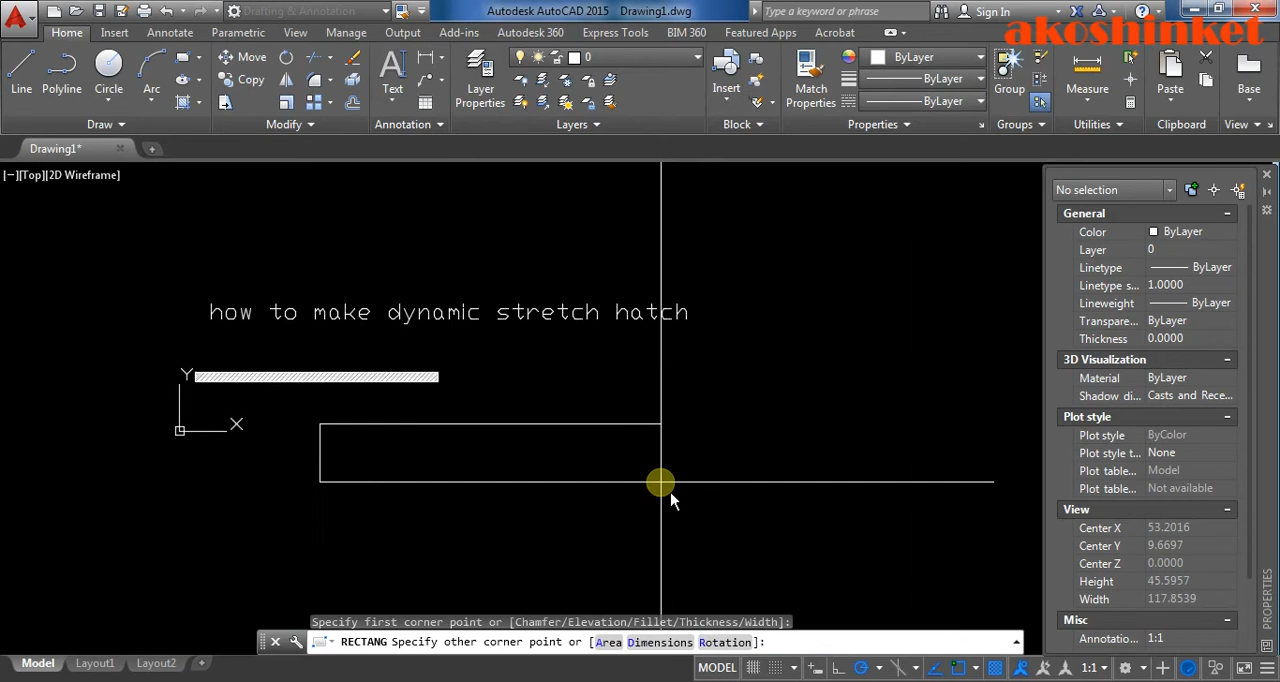 Drafting & Annotation
Autodesk AutoCAD 2015 Drawing1.dwg
Type a keyword or phrase
Sign In
akoshinket
Home Insert Annotate Parametric View Manage Output Add-ins Autodesk 360 Express Tools BIM 360 Featured Apps Acrobat
Line Polyline Circle Arc
Move
Copy
Text
Layer Properties
0
Insert
Match Properties
ByLayer
ByLayer
ByLayer
Group
Measure
Paste
Base
Draw Modify Annotation Layers Block Properties Groups Utilities Clipboard View
Drawing1*
[−][Top][2D Wireframe]
how to make dynamic stretch hatch
Y
X
No selection
General
Color ByLayer
Layer 0
Linetype ByLayer
Linetype s... 1.0000
Lineweight ByLayer
Transpare... ByLayer
Thickness 0.0000
3D Visualization
Material ByLayer
Shadow di... Casts and Rece...
Plot style
Plot style ByColor
Plot style t... None
Plot table... Model
Plot table... Not available
View
Center X 53.2016
Center Y 9.6697
Center Z 0.0000
Height 45.5957
Width 117.8539
Misc
Annotatio... 1:1
PROPERTIES
Specify first corner point or [Chamfer/Elevation/Fillet/Thickness/Width]:
RECTANG Specify other corner point or [Area Dimensions Rotation]:
Model Layout1 Layout2 +
MODEL
1:1